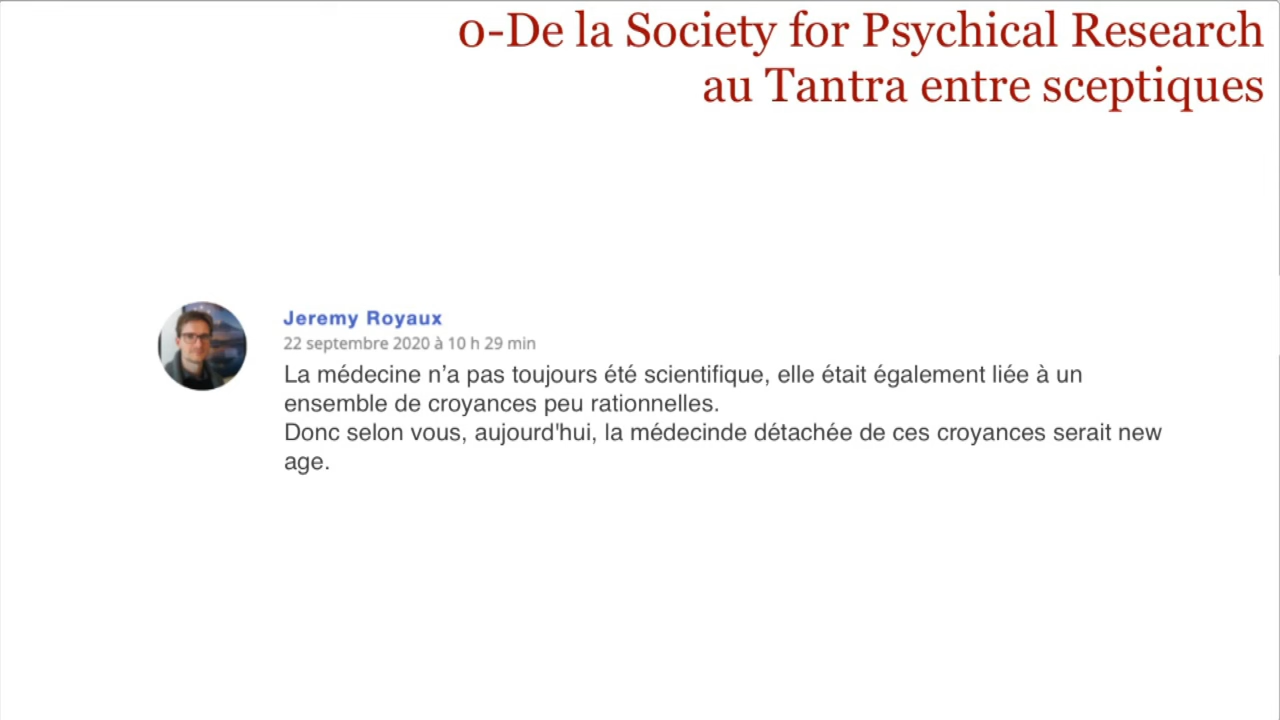 0-De la Society for Psychical Research
au Tantra entre sceptiques
Jeremy Royaux
22 septembre 2020 à 10 h 29 min
La médecine n’a pas toujours été scientifique, elle était également liée à un
ensemble de croyances peu rationnelles.
Donc selon vous, aujourd'hui, la médecinde détachée de ces croyances serait new
age.